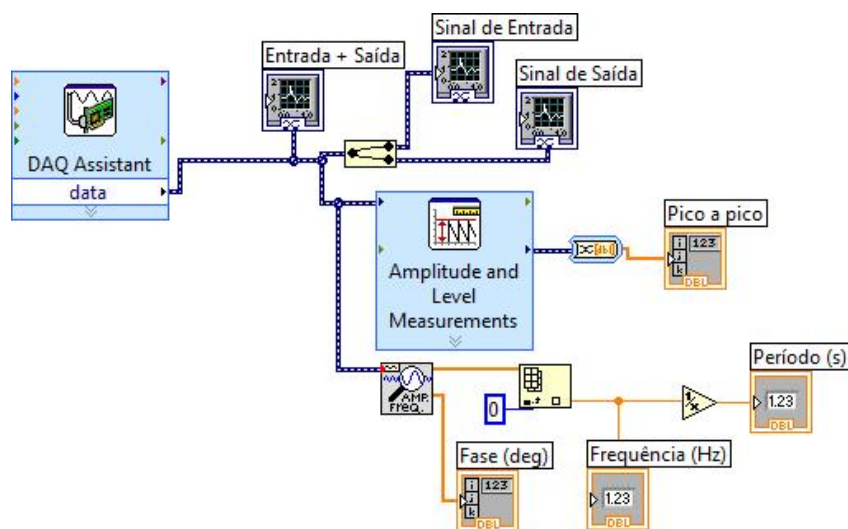 Sinal de Entrada
Entrada + Saída
Sinal de Saída
DAQ Assistant
data
Amplitude and
Level
Measurements
Pico a pico
123
DBL
AMP.
FREQ.
0
1/x
Período (s)
1.23
DBL
Fase (deg)
123
DBL
Frequência (Hz)
1.23
DBL